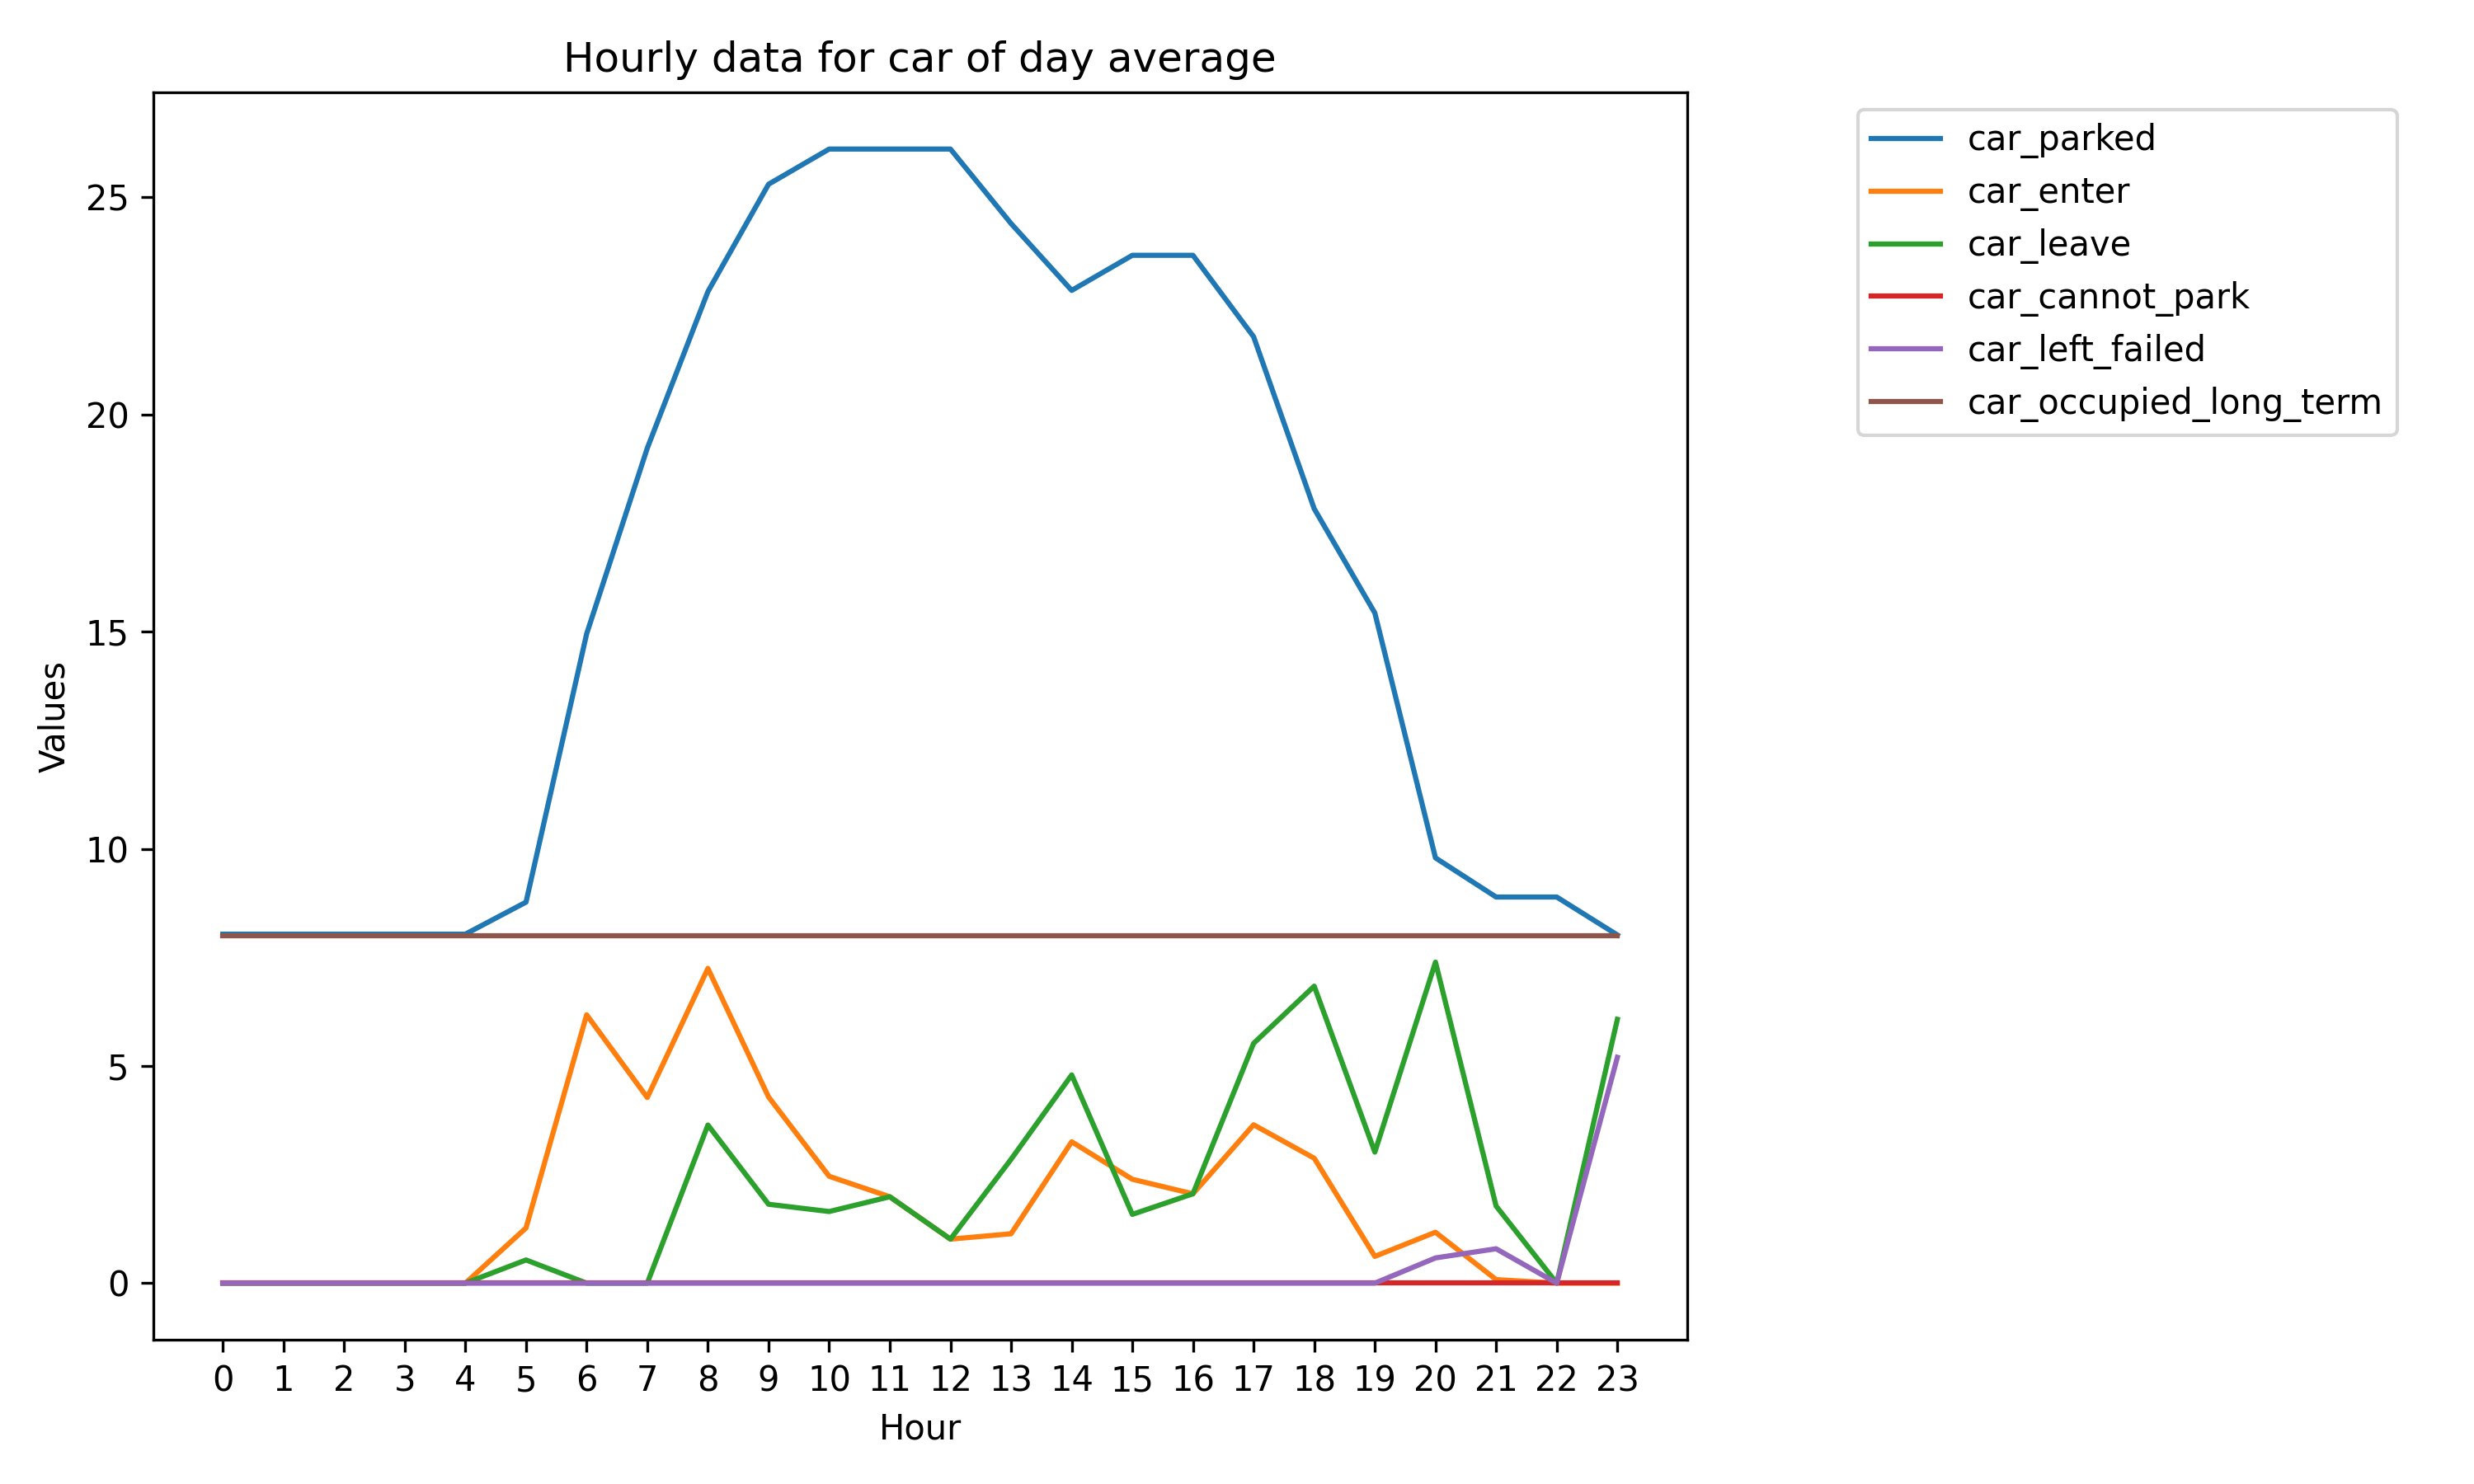 Hourly data for car of day average
car_parked
car_enter
car_leave
car_cannot_park
car_left_failed
car_occupied_long_term
25
20
15
10
5
0
Values
0 1 2 3 4 5 6 7 8 9 10 11 12 13 14 15 16 17 18 19 20 21 22 23
Hour